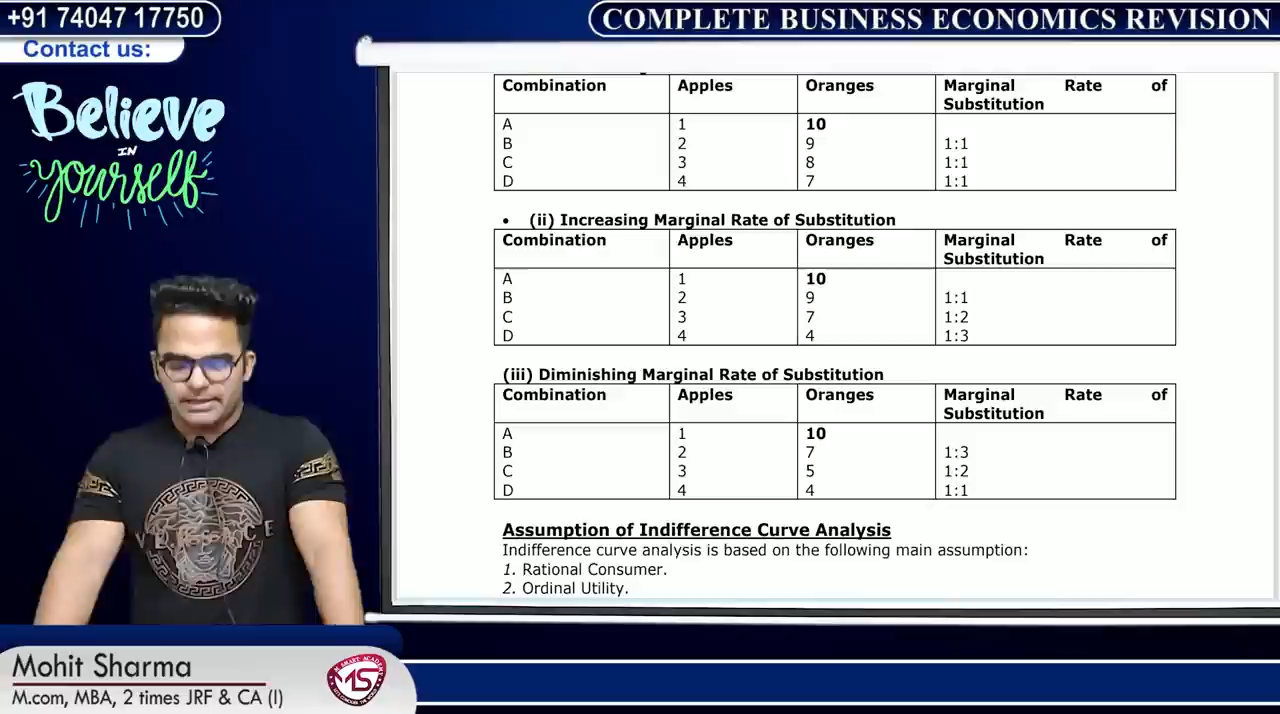 +91 74047 17750
COMPLETE BUSINESS ECONOMICS REVISION
Contact us:
Believe
IN
yourself
Combination Apples Oranges Marginal Rate of
Substitution
A 1 10
B 2 9 1:1
C 3 8 1:1
D 4 7 1:1
• (ii) Increasing Marginal Rate of Substitution
Combination Apples Oranges Marginal Rate of
Substitution
A 1 10
B 2 9 1:1
C 3 7 1:2
D 4 4 1:3
(iii) Diminishing Marginal Rate of Substitution
Combination Apples Oranges Marginal Rate of
Substitution
A 1 10
B 2 7 1:3
C 3 5 1:2
D 4 4 1:1
Assumption of Indifference Curve Analysis
Indifference curve analysis is based on the following main assumption:
1. Rational Consumer.
2. Ordinal Utility.
Mohit Sharma
M.com, MBA, 2 times JRF & CA (I)
MS